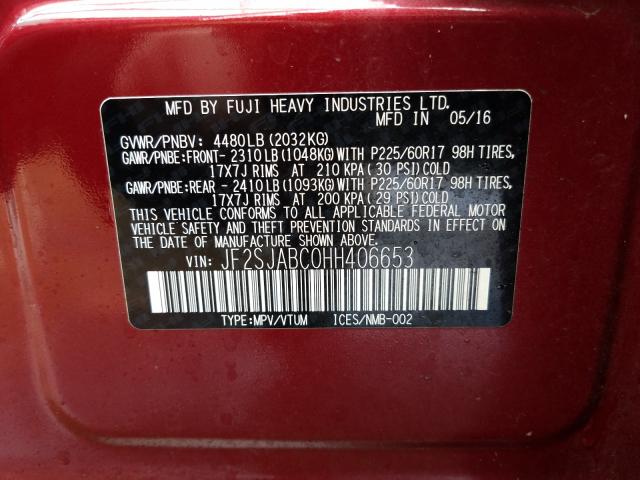 MFD BY FUJI HEAVY INDUSTRIES LTD.
MFD IN 05/16
GVWR/PNBV: 4480LB(2032KG)
GAWR/PNBE:FRONT- 2310LB(1048KG)WITH P225/60R17 98H TIRES,
17X7J RIMS AT 210 KPA(30 PSI)COLD
GAWR/PNBE:REAR - 2410LB(1093KG)WITH P225/60R17 98H TIRES,
17X7J RIMS AT 200 KPA(29 PSI)COLD
THIS VEHICLE CONFORMS TO ALL APPLICABLE FEDERAL MOTOR
VEHICLE SAFETY AND THEFT PREVENTION STANDARDS IN EFFECT ON
THE DATE OF MANUFACTURE SHOWN ABOVE.
VIN: JF2SJABC0HH406653
TYPE:MPV/VTUM ICES/NMB-002